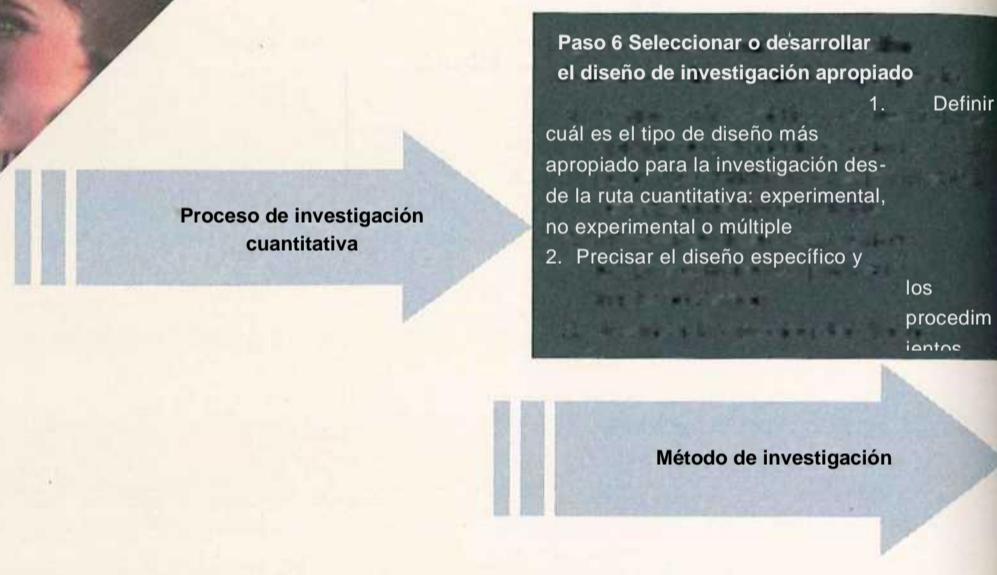 Paso 6 Seleccionar o desarrollar
el diseño de investigación apropiado
1. Definir
cuál es el tipo de diseño más
apropiado para la investigación des-
de la ruta cuantitativa: experimental,
no experimental o múltiple
2. Precisar el diseño específico y
los
procedim
ientos
Proceso de investigación
cuantitativa
Método de investigación